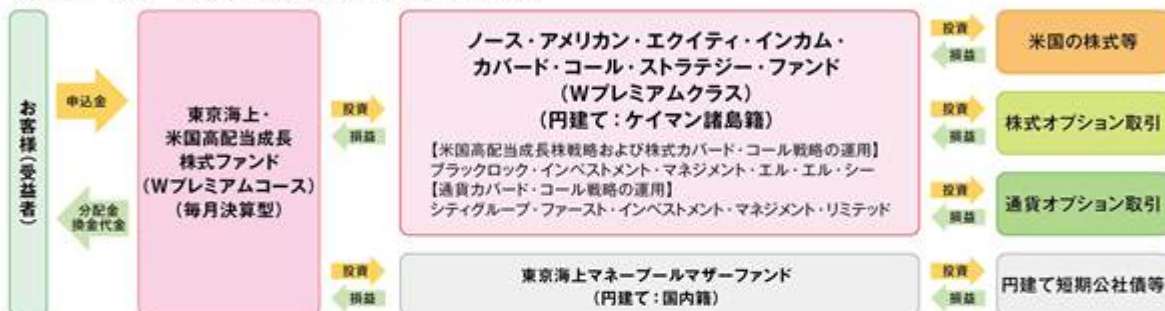 お客様(受益者)
申込金
分配金
換金代金
東京海上・
米国高配当成長
株式ファンド
(Wプレミアムコース)
(毎月決算型)
投資
損益
ノース・アメリカン・エクイティ・インカム・
カバード・コール・ストラテジー・ファンド
(Wプレミアムクラス)
(円建て：ケイマン諸島籍)
【米国高配当成長株戦略および株式カバード・コール戦略の運用】
ブラックロック・インベストメント・マネジメント・エル・エル・シー
【通貨カバード・コール戦略の運用】
シティグループ・ファースト・インベストメント・マネジメント・リミテッド
投資
損益
米国の株式等
投資
損益
株式オプション取引
投資
損益
通貨オプション取引
投資
損益
東京海上マネープールマザーファンド
(円建て：国内籍)
投資
損益
円建て短期公社債等